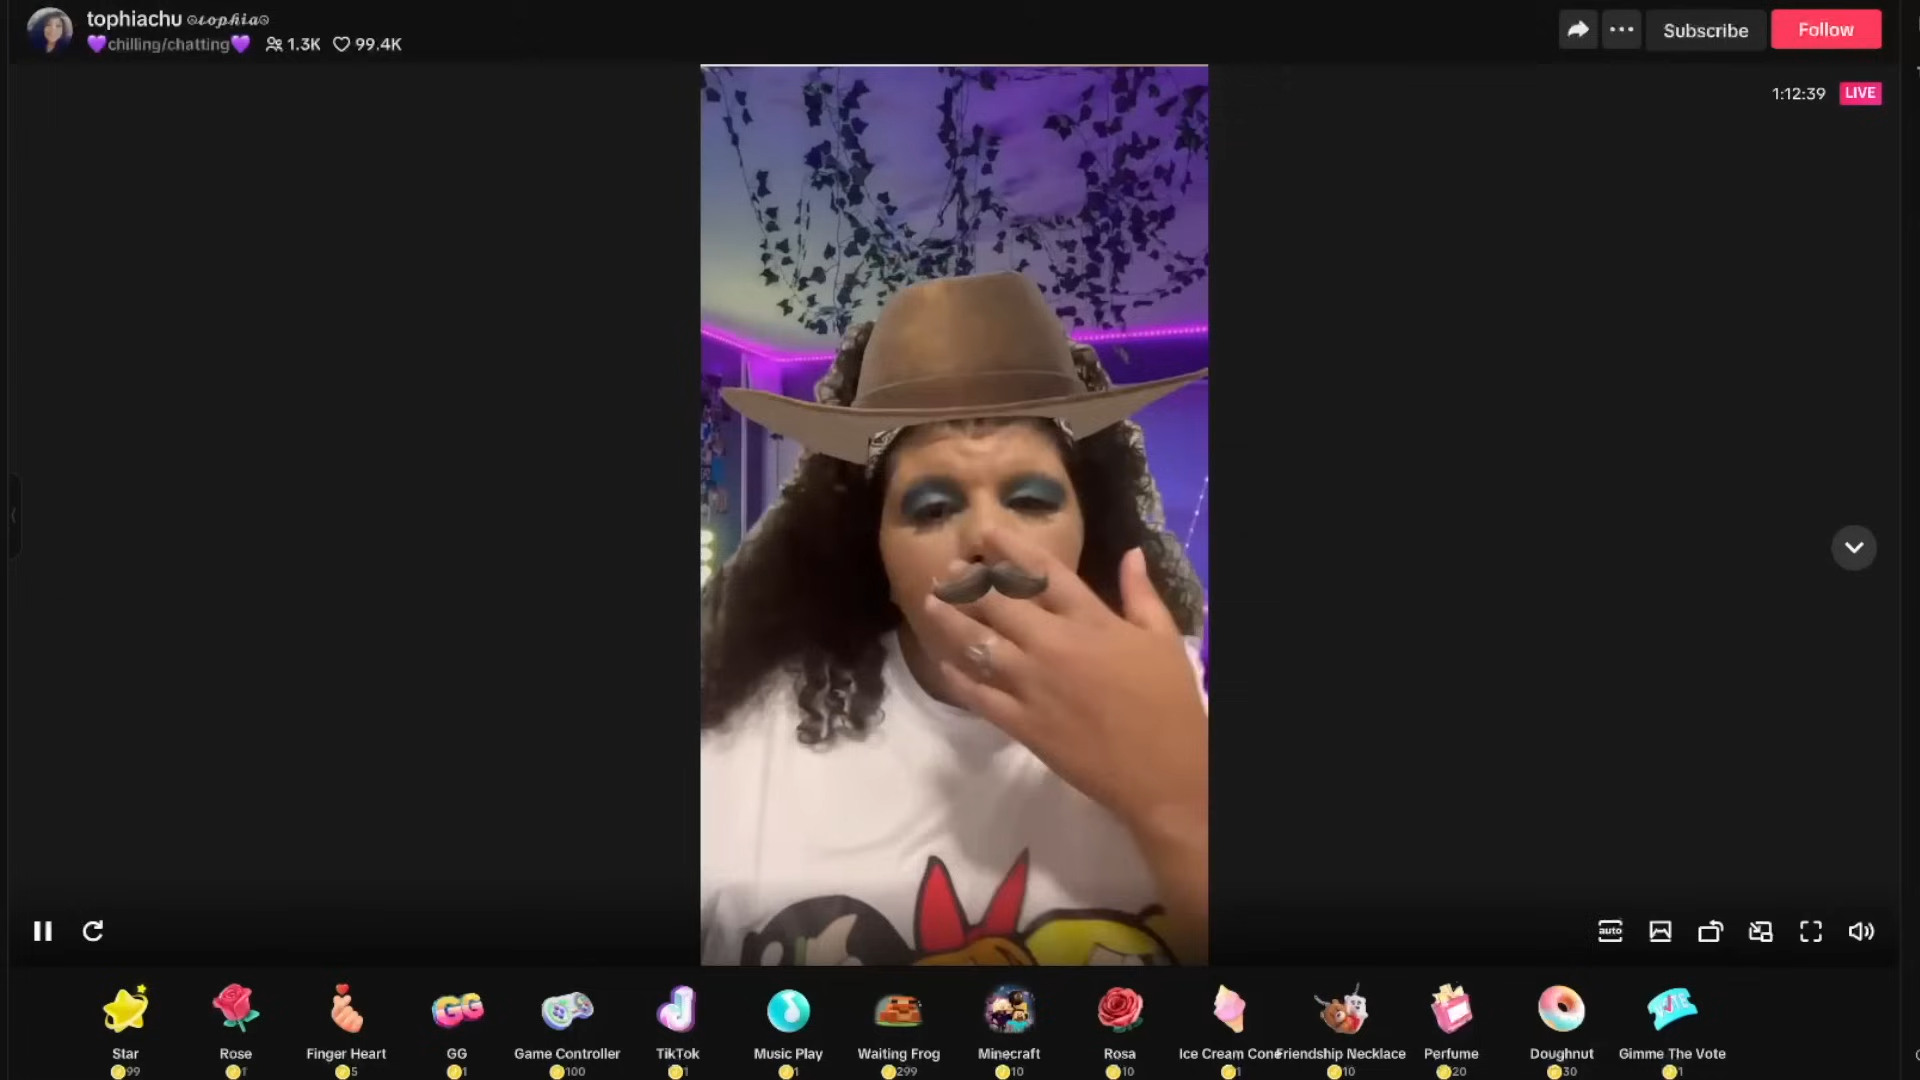 tophiachu ☮𝓽𝓸𝓹𝓱𝓲𝓪☮
💜chilling/chatting💜 1.3K 99.4K
Subscribe
Follow
1:12:39 LIVE
auto
Star
Rose
Finger Heart
GG
Game Controller
TikTok
Music Play
Waiting Frog
Minecraft
Rosa
Ice Cream Cone
Friendship Necklace
Perfume
Doughnut
Gimme The Vote
99
1
5
1
100
1
1
299
10
10
1
10
20
30
1